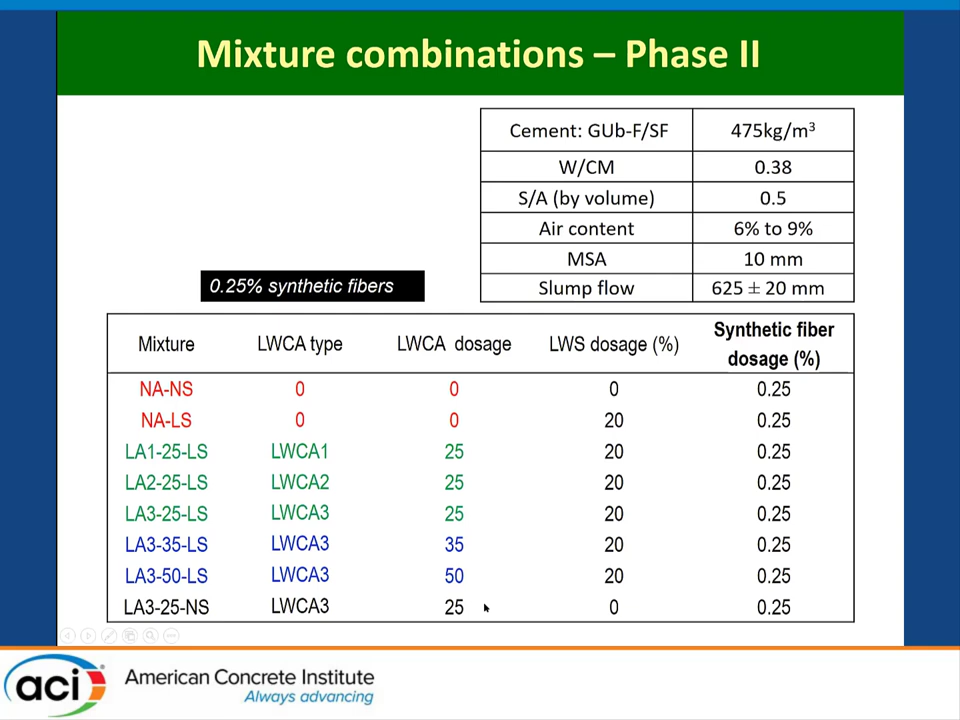 Mixture combinations – Phase II
Cement: GUb-F/SF 475kg/m³
W/CM 0.38
S/A (by volume) 0.5
Air content 6% to 9%
MSA 10 mm
Slump flow 625 ± 20 mm
0.25% synthetic fibers
Mixture LWCA type LWCA dosage LWS dosage (%) Synthetic fiber dosage (%)
NA-NS 0 0 0 0.25
NA-LS 0 0 20 0.25
LA1-25-LS LWCA1 25 20 0.25
LA2-25-LS LWCA2 25 20 0.25
LA3-25-LS LWCA3 25 20 0.25
LA3-35-LS LWCA3 35 20 0.25
LA3-50-LS LWCA3 50 20 0.25
LA3-25-NS LWCA3 25 0 0.25
aci®
American Concrete Institute
Always advancing